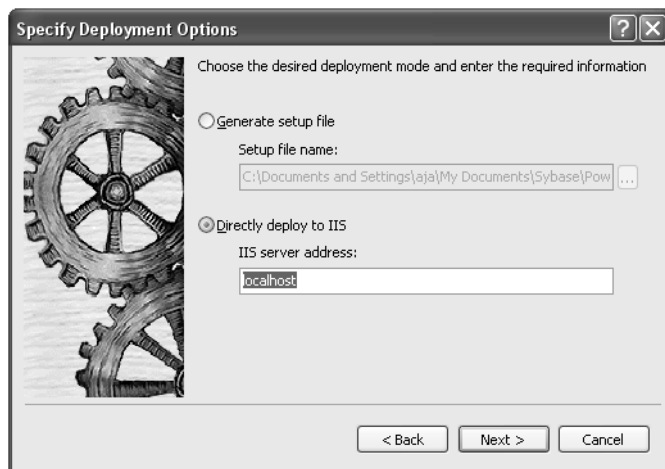 Specify Deployment Options
Choose the desired deployment mode and enter the required information
Generate setup file
Setup file name:
C:\Documents and Settings\aja\My Documents\Sybase\Pow
...
Directly deploy to IIS
IIS server address:
localhost
< Back
Next >
Cancel